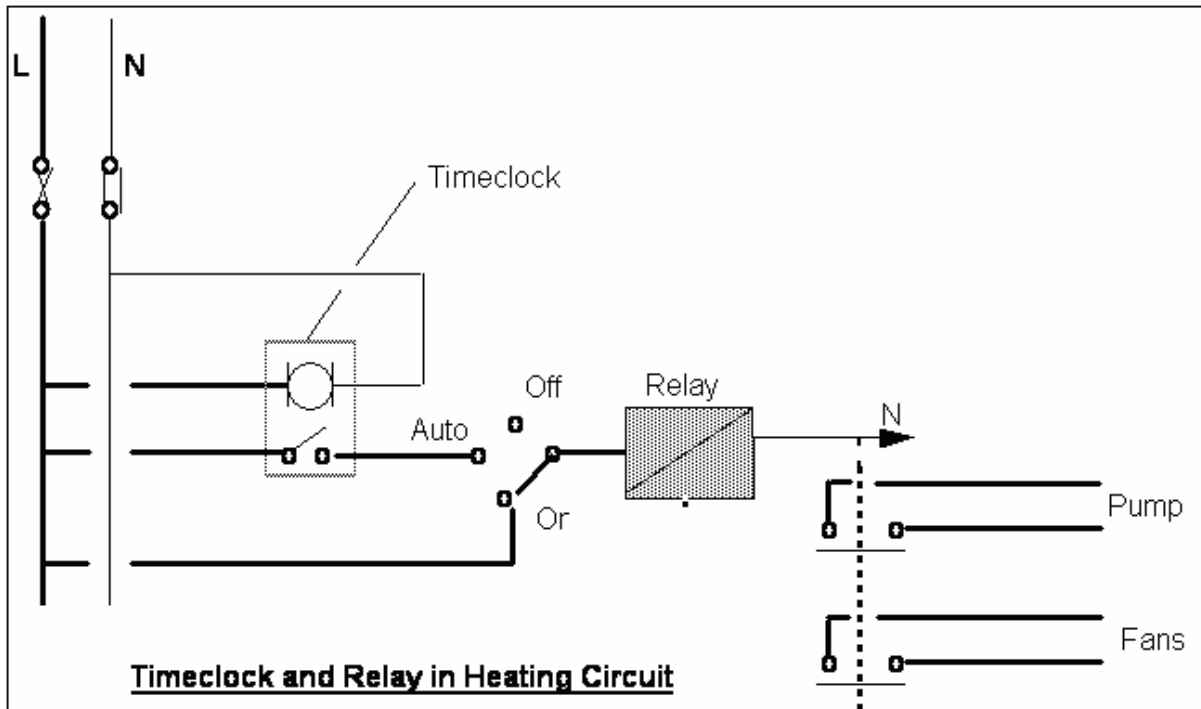 L
N
Timeclock
Off
Relay
Auto
N
Or
Pump
Fans
Timeclock and Relay in Heating Circuit